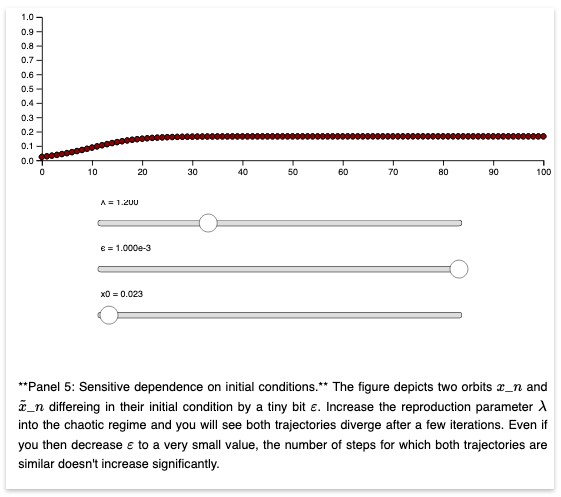 1.0
0.9
0.8
0.7
0.6
0.5
0.4
0.3
0.2
0.1
0.0
0 10 20 30 40 50 60 70 80 90 100
λ = 1.200
ϵ = 1.000e-3
x0 = 0.023
**Panel 5: Sensitive dependence on initial conditions.** The figure depicts two orbits x_n and
x̃_n differeing in their initial condition by a tiny bit ε. Increase the reproduction parameter λ
into the chaotic regime and you will see both trajectories diverge after a few iterations. Even if
you then decrease ε to a very small value, the number of steps for which both trajectories are
similar doesn't increase significantly.